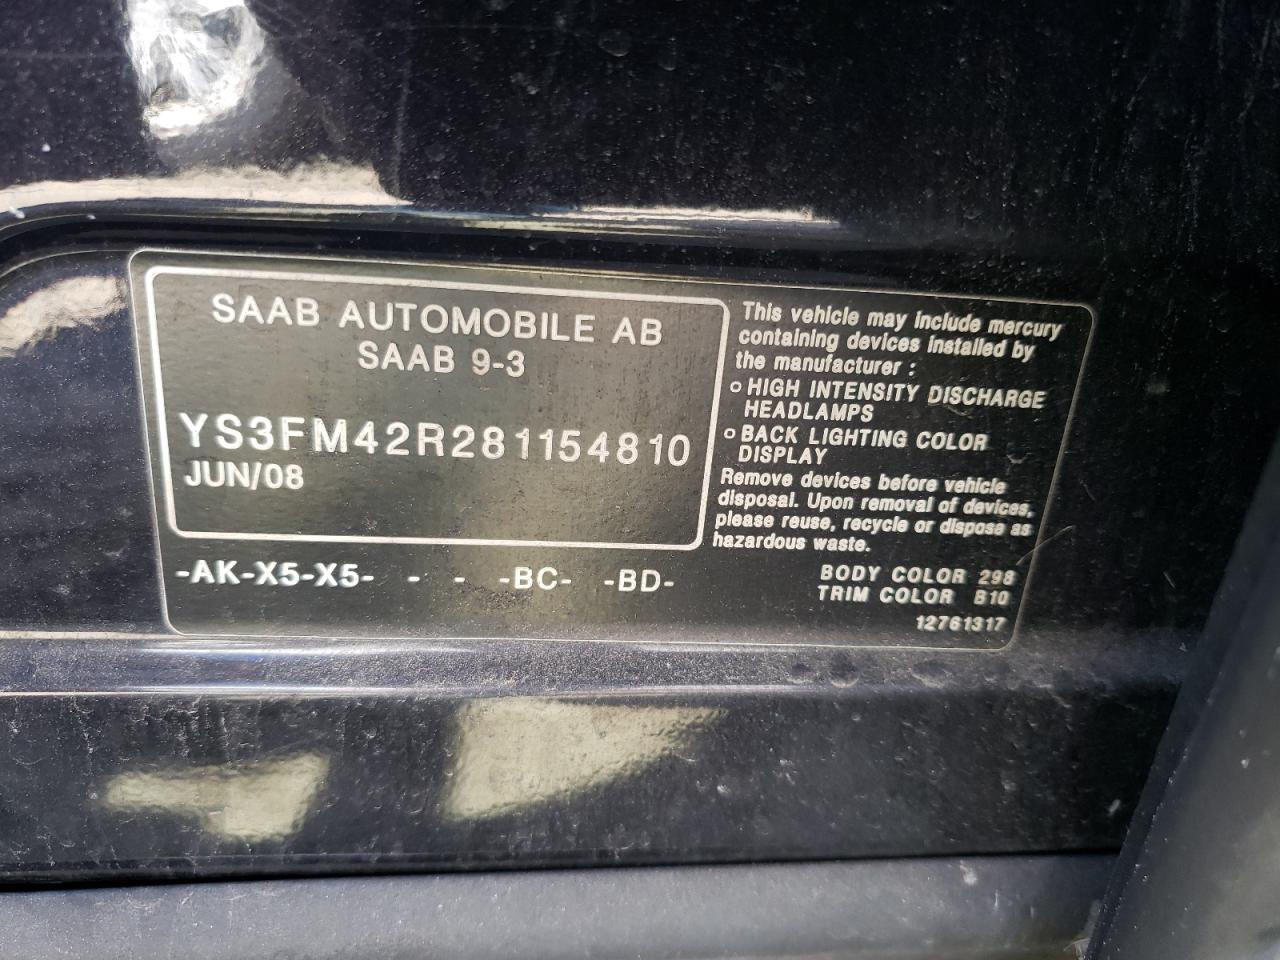 SAAB AUTOMOBILE AB
SAAB 9-3
YS3FM42R281154810
JUN/08
-AK-X5-X5- - - -BC- -BD-
This vehicle may include mercury
containing devices installed by
the manufacturer :
o HIGH INTENSITY DISCHARGE
HEADLAMPS
o BACK LIGHTING COLOR
DISPLAY
Remove devices before vehicle
disposal. Upon removal of devices,
please reuse, recycle or dispose as
hazardous waste.
BODY COLOR 298
TRIM COLOR B10
12761317